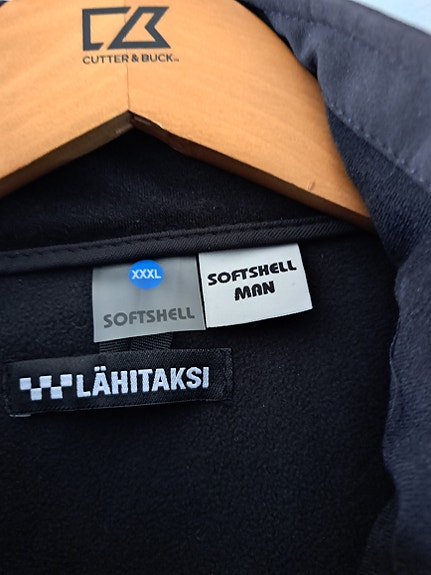 CUTTER & BUCK
XXXL
SOFTSHELL
SOFTSHELL
MAN
LÄHITAKSI